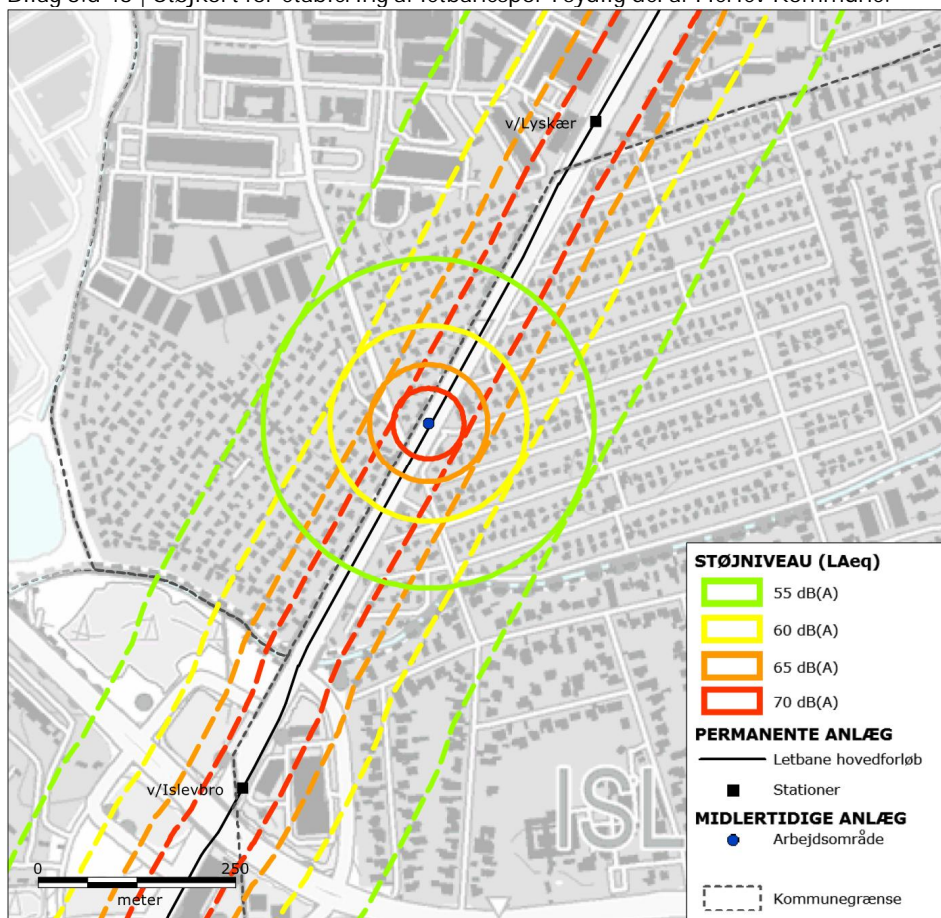 v/Lyskær
v/Islevbro
ISL
0
250
meter
STØJNIVEAU (LAeq)
55 dB(A)
60 dB(A)
65 dB(A)
70 dB(A)
PERMANENTE ANLÆG
Letbane hovedforløb
Stationer
MIDLERTIDIGE ANLÆG
Arbejdsområde
Kommunegrænse